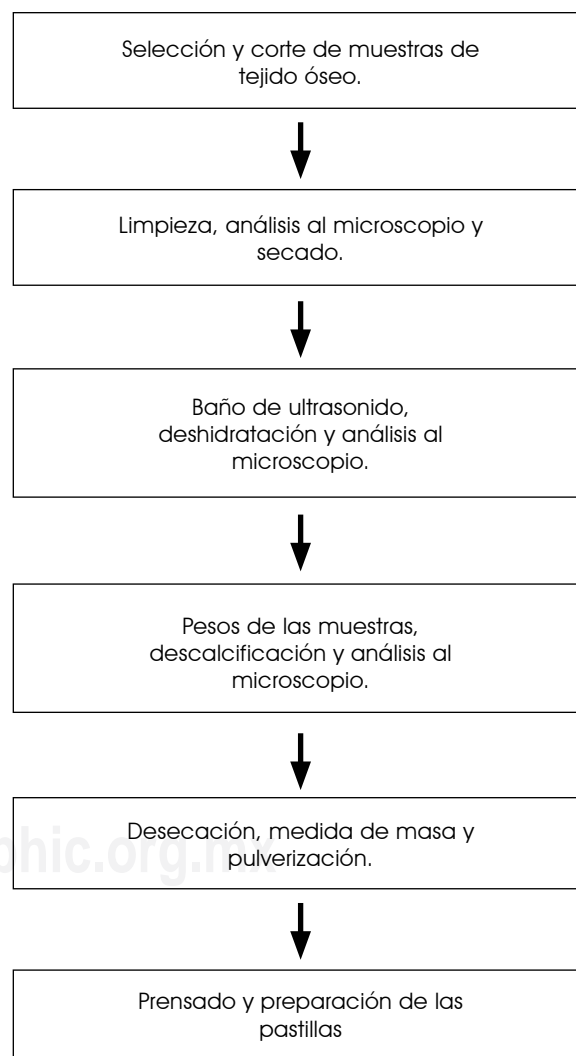 Selección y corte de muestras de
tejido óseo.
Limpieza, análisis al microscopio y
secado.
Baño de ultrasonido,
deshidratación y análisis al
microscopio.
Pesos de las muestras,
descalcificación y análisis al
microscopio.
Desecación, medida de masa y
pulverización.
phic.org.mx
Prensado y preparación de las
pastillas